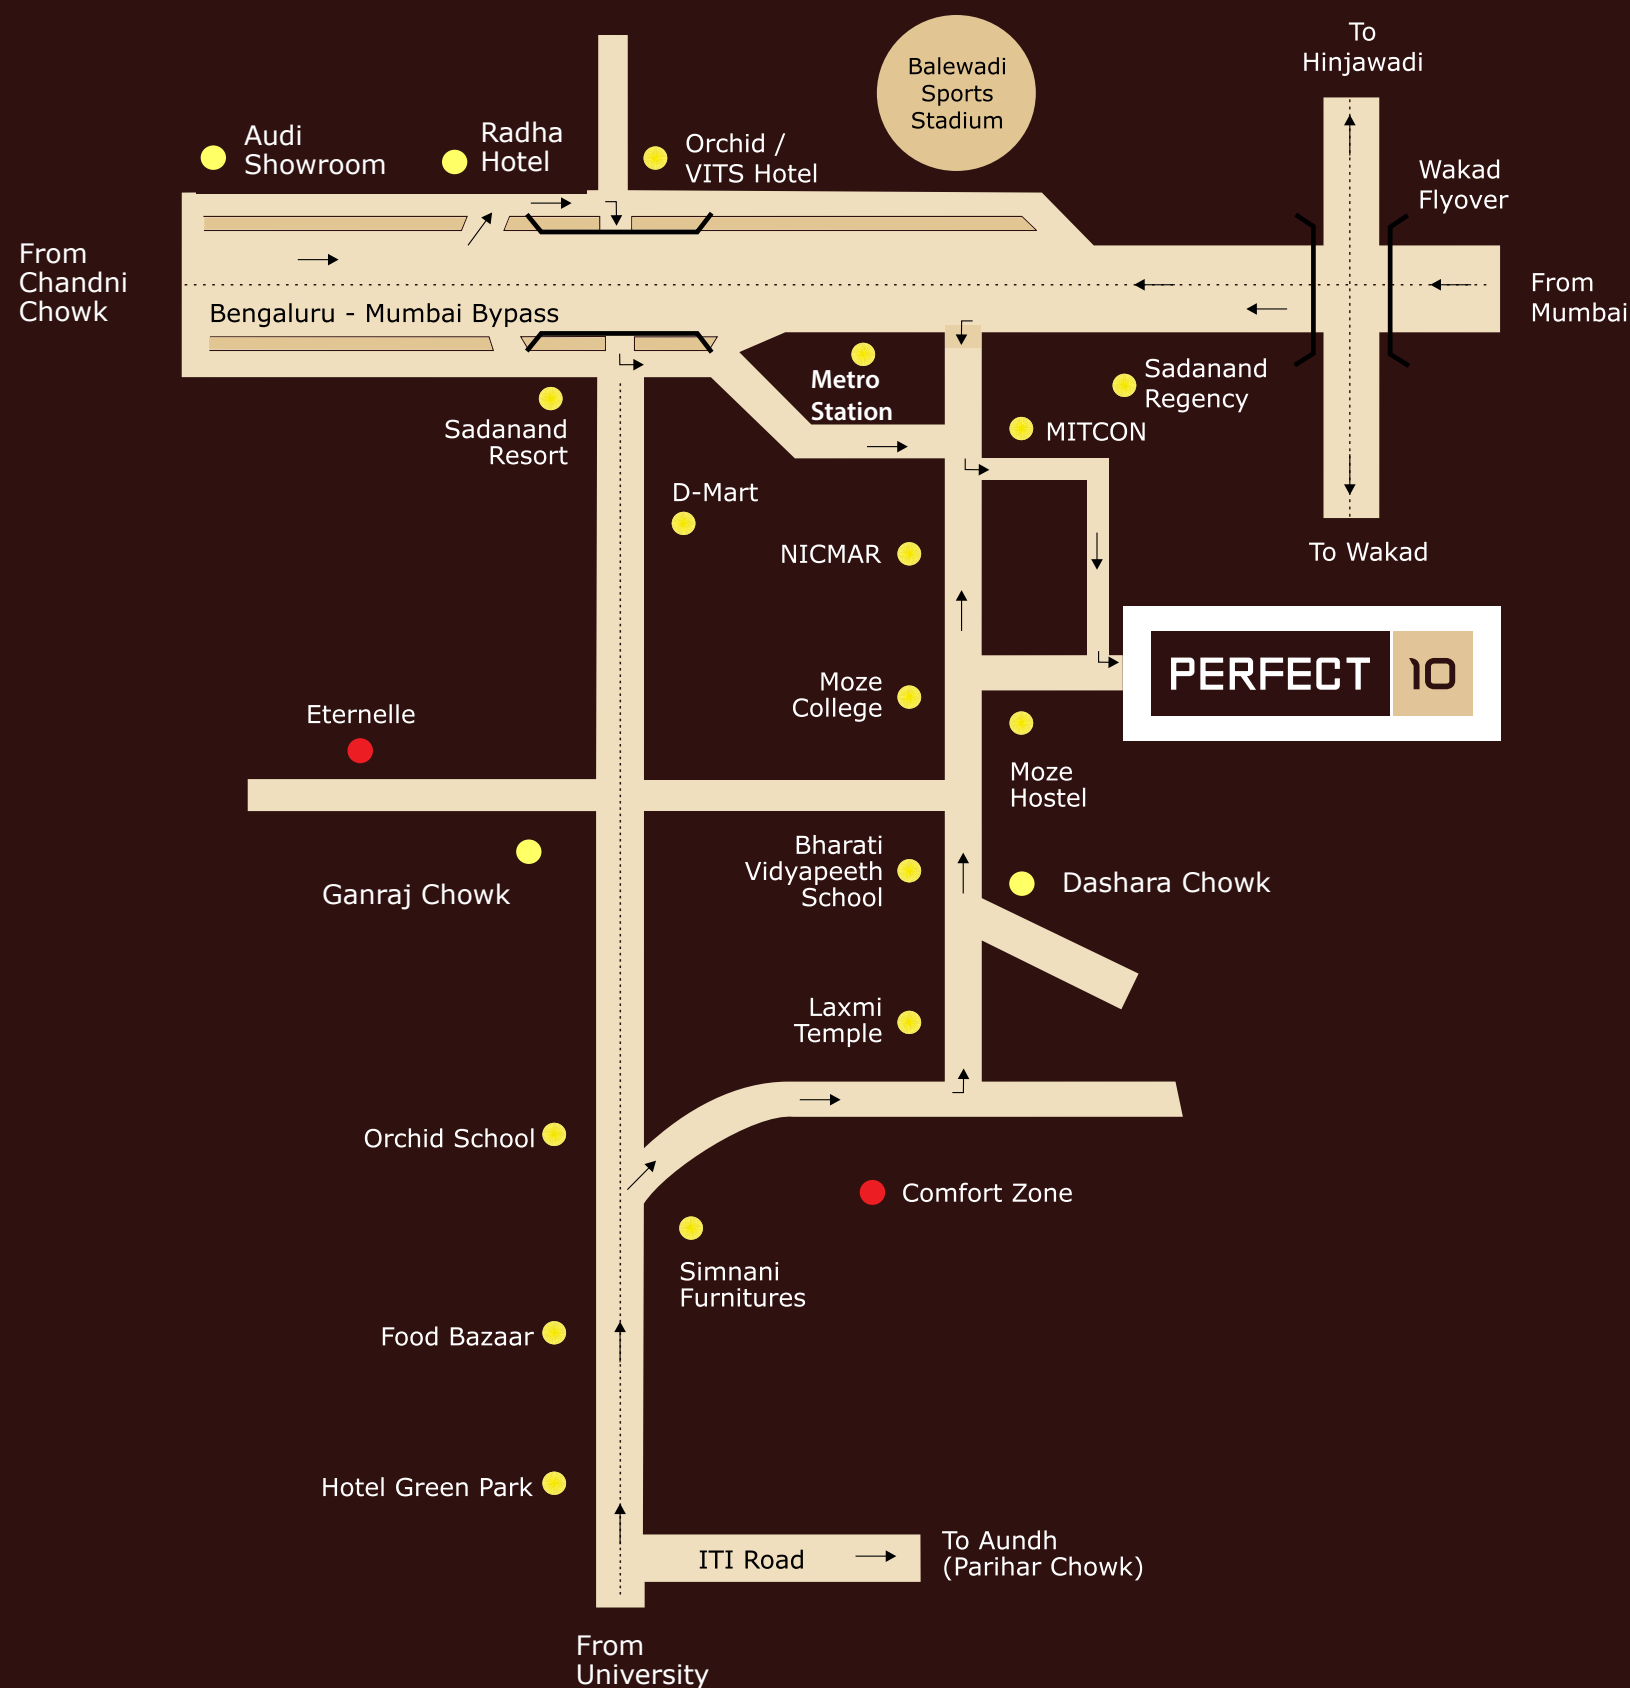 To
Hinjawadi
Balewadi
Sports
Stadium
Audi
Showroom
Radha
Hotel
Orchid /
VITS Hotel
Wakad
Flyover
From
Chandni
Chowk
Bengaluru - Mumbai Bypass
From
Mumbai
Metro
Station
Sadanand
Regency
Sadanand
Resort
MITCON
D-Mart
NICMAR
To Wakad
PERFECT 10
Moze
College
Eternelle
Moze
Hostel
Bharati
Vidyapeeth
School
Ganraj Chowk
Dashara Chowk
Laxmi
Temple
Orchid School
Comfort Zone
Simnani
Furnitures
Food Bazaar
Hotel Green Park
ITI Road
To Aundh
(Parihar Chowk)
From
University